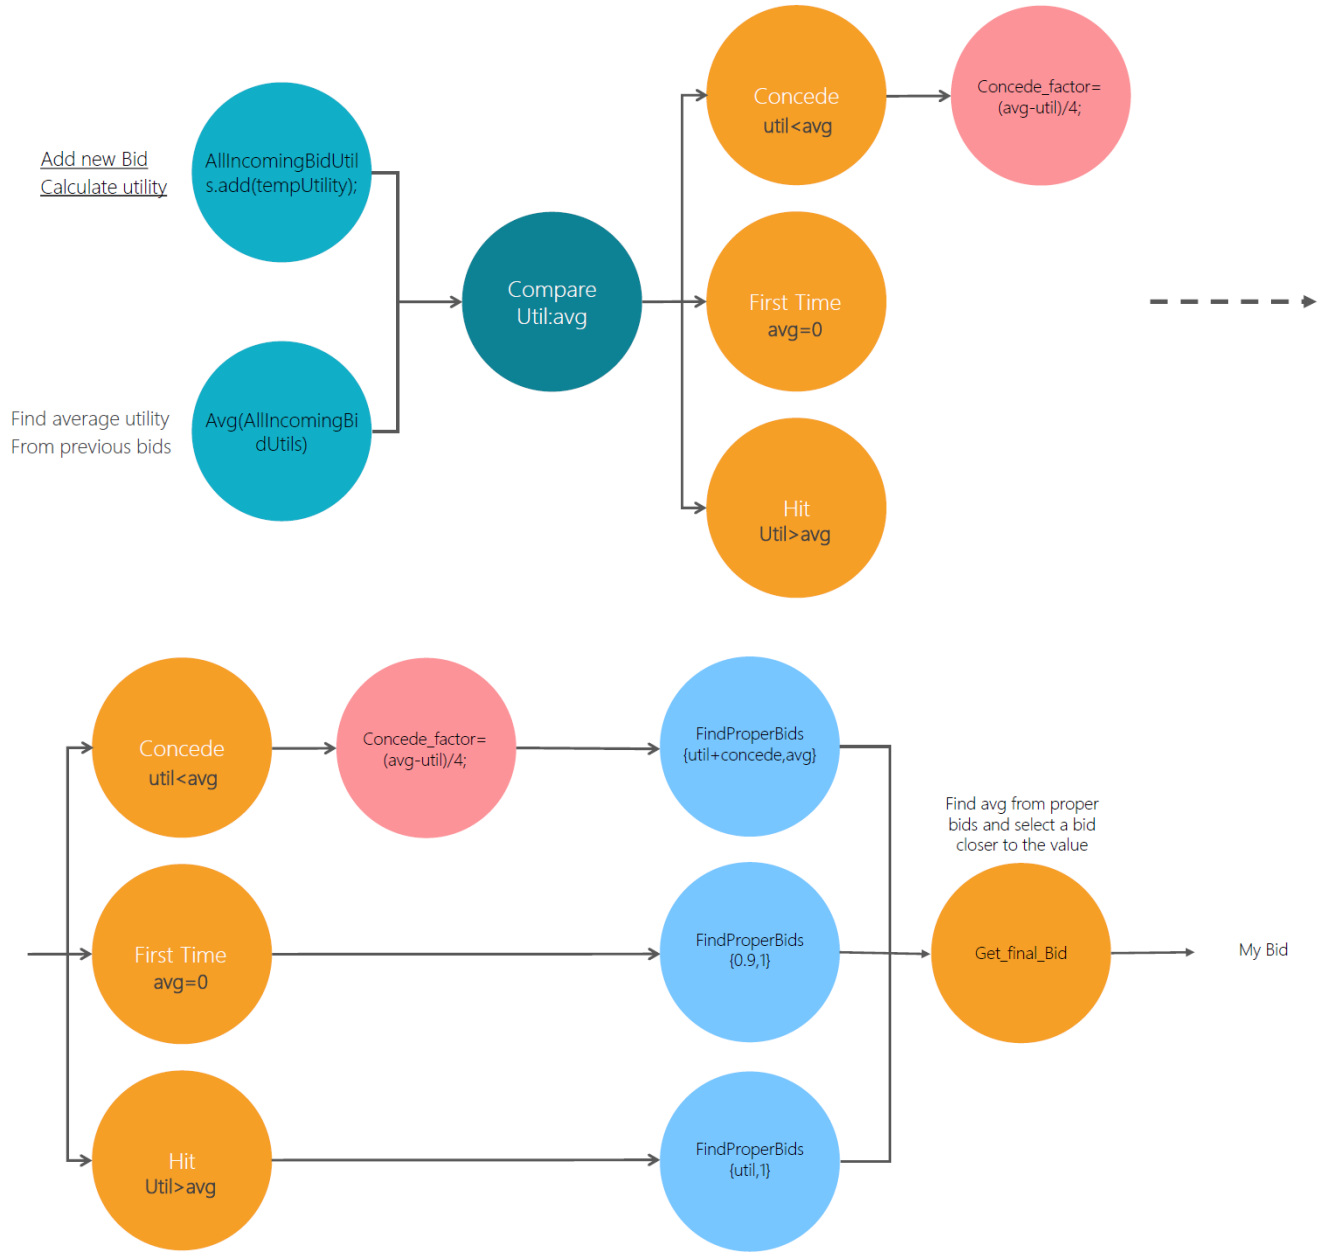 Add new Bid
Calculate utility
AllIncomingBidUtil
s.add(tempUtility);
Find average utility
From previous bids
Avg(AllIncomingBi
dUtils)
Compare
Util:avg
Concede
util<avg
Concede_factor=
(avg-util)/4;
First Time
avg=0
Hit
Util>avg
Concede
util<avg
Concede_factor=
(avg-util)/4;
FindProperBids
{util+concede,avg}
First Time
avg=0
FindProperBids
{0.9,1}
Hit
Util>avg
FindProperBids
{util,1}
Find avg from proper
bids and select a bid
closer to the value
Get_final_Bid
My Bid